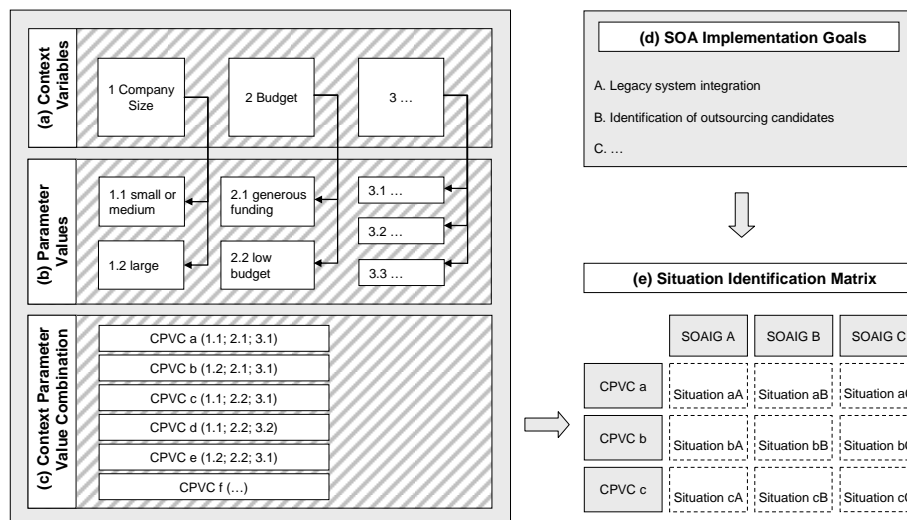 (a) Context
Variables
1 Company
Size
2 Budget
3 …
(b) Parameter
Values
1.1 small or
medium
1.2 large
2.1 generous
funding
2.2 low
budget
3.1 …
3.2 …
3.3 …
(c) Context Parameter
Value Combination
CPVC a (1.1; 2.1; 3.1)
CPVC b (1.2; 2.1; 3.1)
CPVC c (1.1; 2.2; 3.1)
CPVC d (1.1; 2.2; 3.2)
CPVC e (1.2; 2.2; 3.1)
CPVC f (…)
(d) SOA Implementation Goals
A. Legacy system integration
B. Identification of outsourcing candidates
C. …
(e) Situation Identification Matrix
SOAIG A SOAIG B SOAIG C
CPVC a
Situation aA Situation aB Situation
CPVC b
Situation bA Situation bB Situation
CPVC c
Situation cA Situation cB Situation